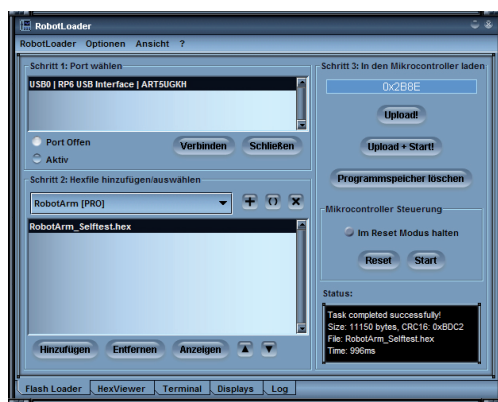 RobotLoader
RobotLoader Optionen Ansicht ?
Schritt 1: Port wählen
USB0 | RP6 USB Interface | ART5UGKH
Port Offen
Aktiv
Verbinden
Schließen
Schritt 2: Hexfile hinzufügen/auswählen
RobotArm [PRO]
RobotArm_Selftest.hex
Hinzufügen
Entfernen
Anzeigen
Schritt 3: In den Mikrocontroller laden
0x2B8E
Upload!
Upload + Start!
Programmspeicher löschen
Mikrocontroller Steuerung
Im Reset Modus halten
Reset
Start
Status:
Task completed successfully!
Size: 11150 bytes, CRC16: 0xBDC2
File: RobotArm_Selftest.hex
Time: 996ms
Flash Loader HexViewer Terminal Displays Log